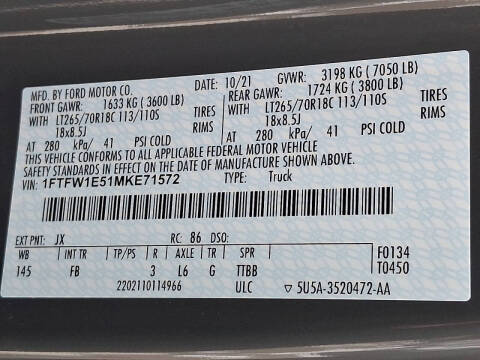 MFD. BY FORD MOTOR CO. DATE: 10/21 GVWR: 3198 KG (7050 LB)
FRONT GAWR: 1633 KG (3600 LB) REAR GAWR: 1724 KG (3800 LB)
WITH LT265/70R18C 113/110S TIRES WITH LT265/70R18C 113/110S TIRES
18x8.5J RIMS 18x8.5J RIMS
AT 280 kPa/ 41 PSI COLD AT 280 kPa/ 41 PSI COLD
THIS VEHICLE CONFORMS TO ALL APPLICABLE FEDERAL MOTOR VEHICLE
SAFETY STANDARDS IN EFFECT ON THE DATE OF MANUFACTURE SHOWN ABOVE.
1FTFW1E51MKE71572 TYPE: Truck
EXT PNT: JX RC: 86 DSO: F0134
WB INT TR TP/PS R AXLE TR SPR T0450
145 FB 3 L6 G TTBB
2202110114966 ULC ▽ 5U5A-3520472-AA